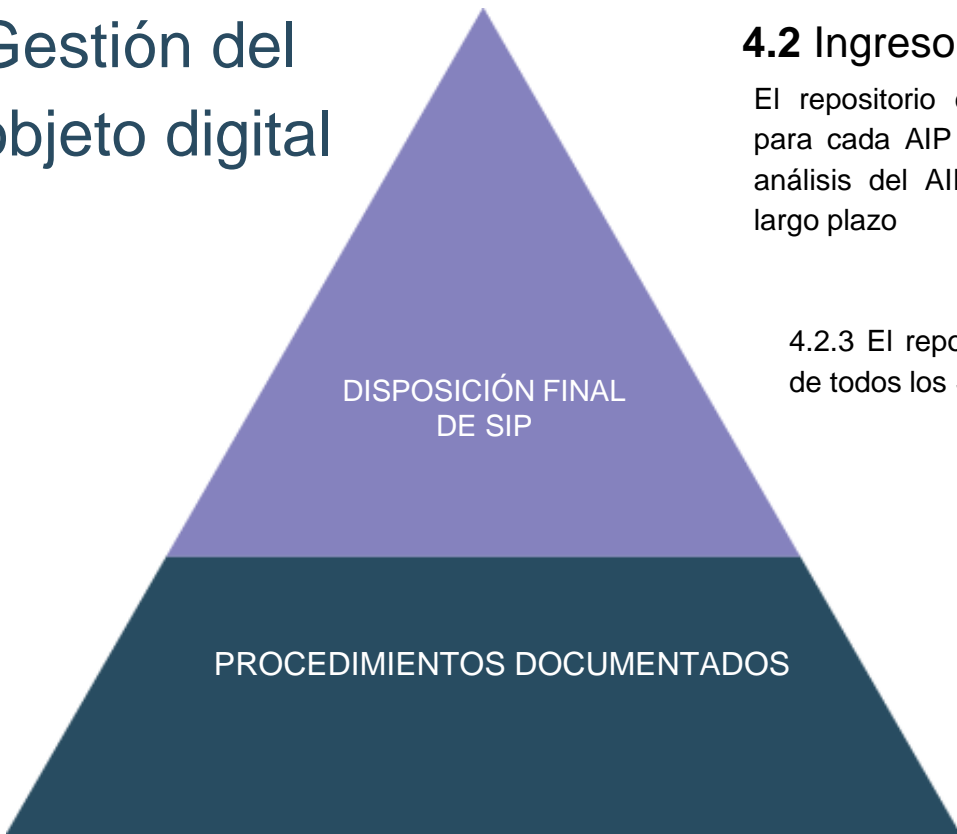 Gestión del
objeto digital
4.2 Ingreso
El repositorio
para cada AIP
análisis del
largo plazo
4.2.3 El
de todos los
DISPOSICIÓN FINAL
DE SIP
PROCEDIMIENTOS DOCUMENTADOS